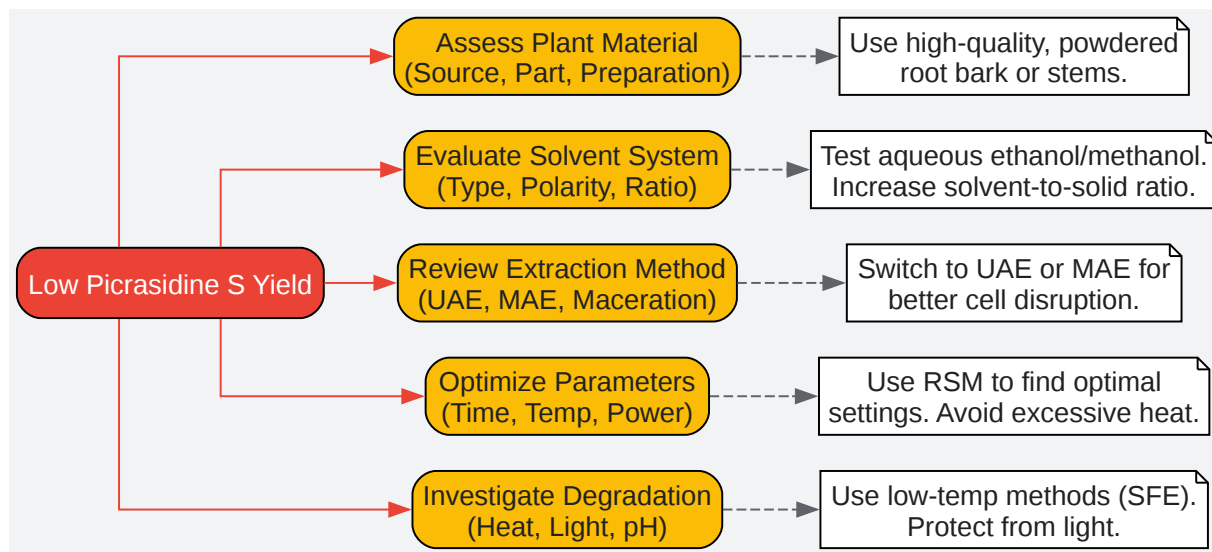 Assess Plant Material
(Source, Part, Preparation)
Use high-quality, powdered
root bark or stems.
Evaluate Solvent System
(Type, Polarity, Ratio)
Test aqueous ethanol/methanol.
Increase solvent-to-solid ratio.
Low Picrasidine S Yield
Review Extraction Method
(UAE, MAE, Maceration)
Switch to UAE or MAE for
better cell disruption.
Optimize Parameters
(Time, Temp, Power)
Use RSM to find optimal
settings. Avoid excessive heat.
Investigate Degradation
(Heat, Light, pH)
Use low-temp methods (SFE).
Protect from light.